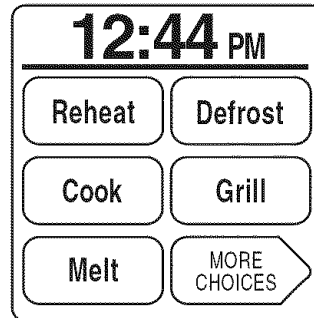 12:44 PM
Reheat
Defrost
Cook
Grill
Melt
MORE
CHOICES